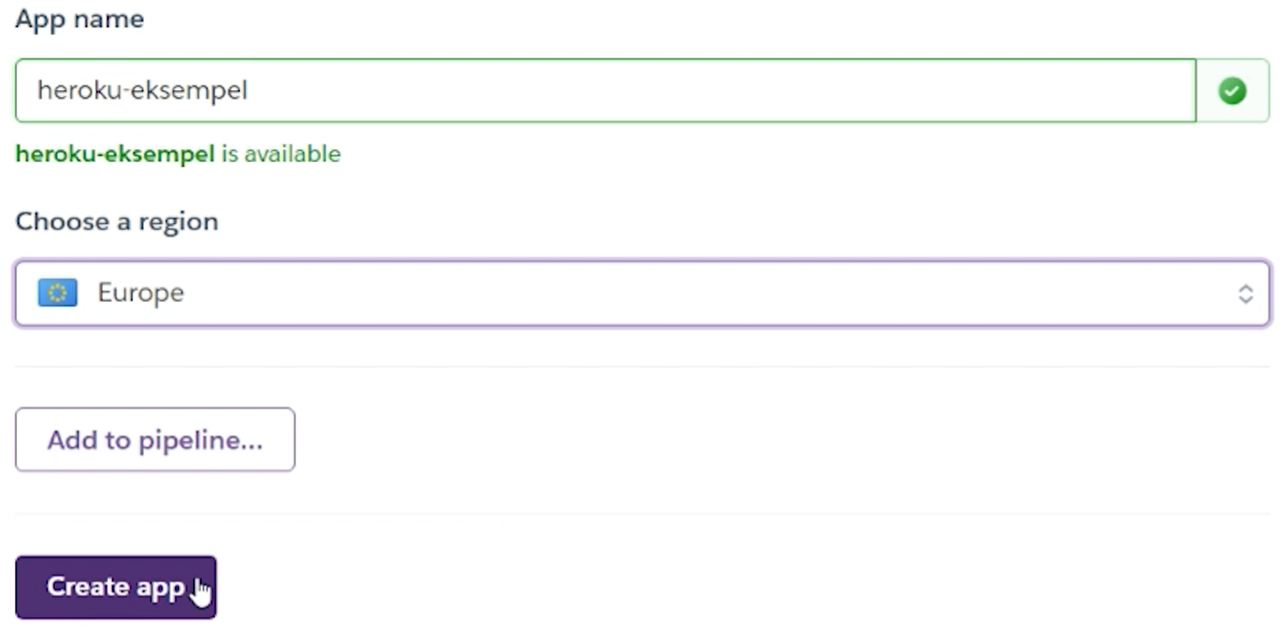 App name
heroku-eksempel
heroku-eksempel is available
Choose a region
Europe
Add to pipeline...
Create app